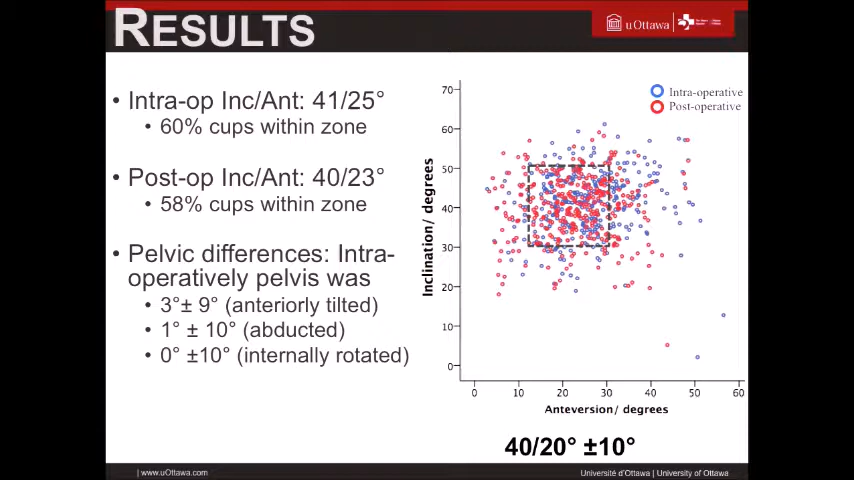 RESULTS
uOttawa
• Intra-op Inc/Ant: 41/25°
• 60% cups within zone
• Post-op Inc/Ant: 40/23°
• 58% cups within zone
• Pelvic differences: Intra-
operatively pelvis was
• 3°± 9° (anteriorly tilted)
• 1° ± 10° (abducted)
• 0° ±10° (internally rotated)
Intra-operative
Post-operative
Inclination/ degrees
70
60
50
40
30
20
10
0
0 10 20 30 40 50 60
Anteversion/ degrees
40/20° ±10°
| www.uOttawa.com
Université d'Ottawa | University of Ottawa